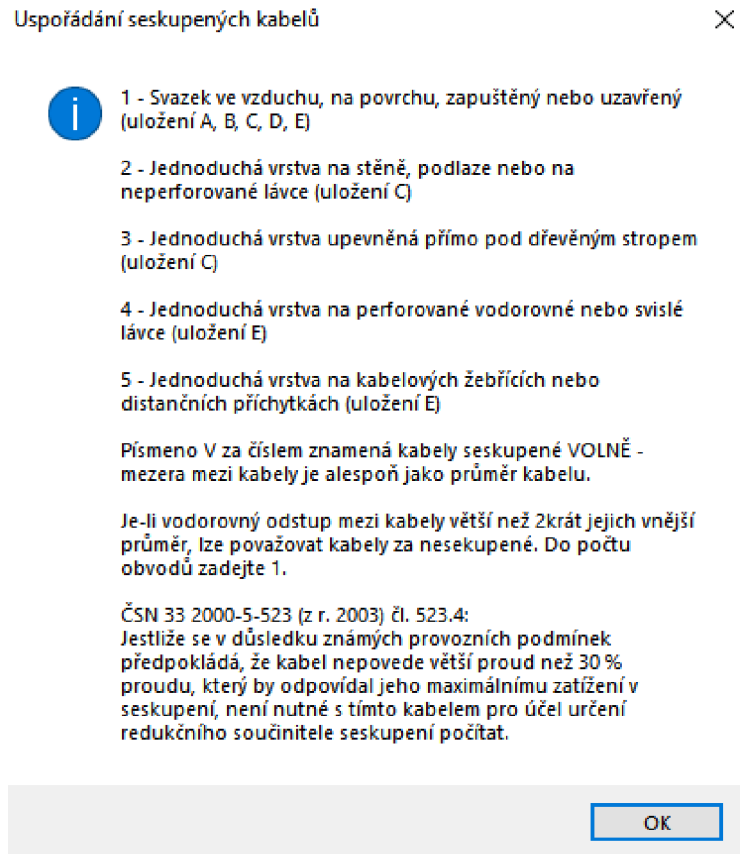 Uspořádání seskupených kabelů
1 - Svazek ve vzduchu, na povrchu, zapuštěný nebo uzavřený
(uložení A, B, C, D, E)
2 - Jednoduchá vrstva na stěně, podlaze nebo na
neperforované lávce (uložení C)
3 - Jednoduchá vrstva upevněná přímo pod dřevěným stropem
(uložení C)
4 - Jednoduchá vrstva na perforované vodorovné nebo svislé
lávce (uložení E)
5 - Jednoduchá vrstva na kabelových žebřících nebo
distančních příchytkách (uložení E)
Písmeno V za číslem znamená kabely seskupené VOLNĚ -
mezera mezi kabely je alespoň jako průměr kabelu.
Je-li vodorovný odstup mezi kabely větší než 2krát jejich vnější
průměr, lze považovat kabely za nesekupené. Do počtu
obvodů zadejte 1.
ČSN 33 2000-5-523 (z r. 2003) čl. 523.4:
Jestliže se v důsledku známých provozních podmínek
předpokládá, že kabel nepovede větší proud než 30 %
proudu, který by odpovídal jeho maximálnímu zatížení v
seskupení, není nutné s tímto kabelem pro účel určení
redukčního součinitele seskupení počítat.
OK